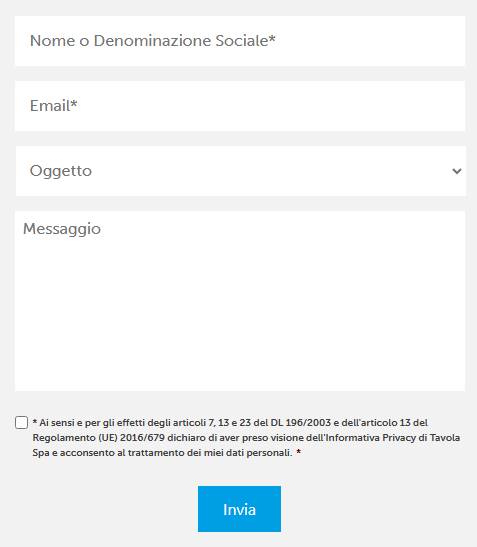 Nome o Denominazione Sociale*
Email*
Oggetto
Messaggio
* Ai sensi e per gli effetti degli articoli 7, 13 e 23 del DL 196/2003 e dell'articolo 13 del
Regolamento (UE) 2016/679 dichiaro di aver preso visione dell'Informativa Privacy di Tavola
Spa e acconsento al trattamento dei miei dati personali. *
Invia